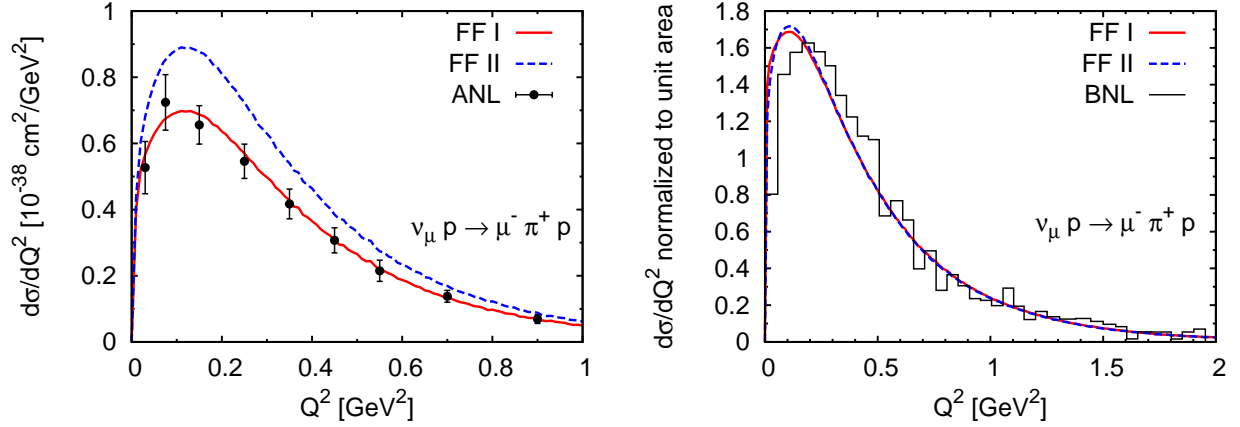 dσ/dQ² [10⁻³⁸ cm²/GeV²]
1
0.8
0.6
0.4
0.2
0
0 0.2 0.4 0.6 0.8 1
Q² [GeV²]
FF I
FF II
ANL
ν_μ p → μ⁻ π⁺ p
dσ/dQ² normalized to unit area
1.8
1.6
1.4
1.2
1
0.8
0.6
0.4
0.2
0
0 0.5 1 1.5 2
Q² [GeV²]
FF I
FF II
BNL
ν_μ p → μ⁻ π⁺ p